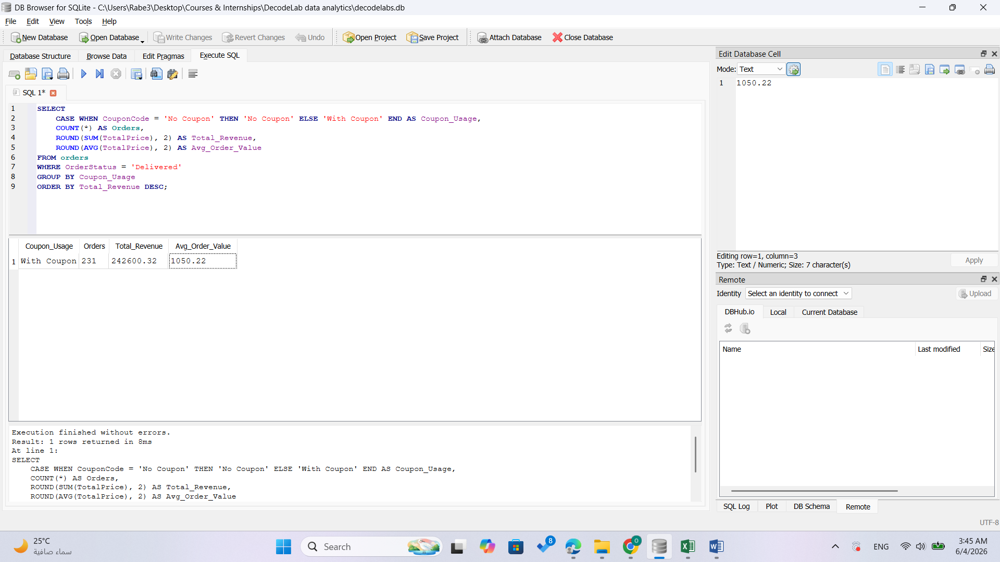 DB Browser for SQLite - C:\Users\Rabe3\Desktop\Courses & Internships\DecodeLab data analytics\decodelabs.db
File Edit View Tools Help
New Database Open Database Write Changes Revert Changes Undo Open Project Save Project Attach Database Close Database
Database Structure Browse Data Edit Pragmas Execute SQL
SQL 1*
1 SELECT
2 CASE WHEN CouponCode = 'No Coupon' THEN 'No Coupon' ELSE 'With Coupon' END AS Coupon_Usage,
3 COUNT(*) AS Orders,
4 ROUND(SUM(TotalPrice), 2) AS Total_Revenue,
5 ROUND(AVG(TotalPrice), 2) AS Avg_Order_Value
6 FROM orders
7 WHERE OrderStatus = 'Delivered'
8 GROUP BY Coupon_Usage
9 ORDER BY Total_Revenue DESC;
Coupon_Usage Orders Total_Revenue Avg_Order_Value
1 With Coupon 231 242600.32 1050.22
Execution finished without errors.
Result: 1 rows returned in 8ms
At line 1:
SELECT
CASE WHEN CouponCode = 'No Coupon' THEN 'No Coupon' ELSE 'With Coupon' END AS Coupon_Usage,
COUNT(*) AS Orders,
ROUND(SUM(TotalPrice), 2) AS Total_Revenue,
ROUND(AVG(TotalPrice), 2) AS Avg_Order_Value
Edit Database Cell
Mode: Text
1 1050.22
Editing row=1, column=3
Type: Text / Numeric; Size: 7 character(s)
Apply
Remote
Identity Select an identity to connect Upload
DBHub.io Local Current Database
Name Last modified Size
SQL Log Plot DB Schema Remote
UTF-8
25°C
سماء صافية
Search
8
0
ENG
3:45 AM
6/4/2026